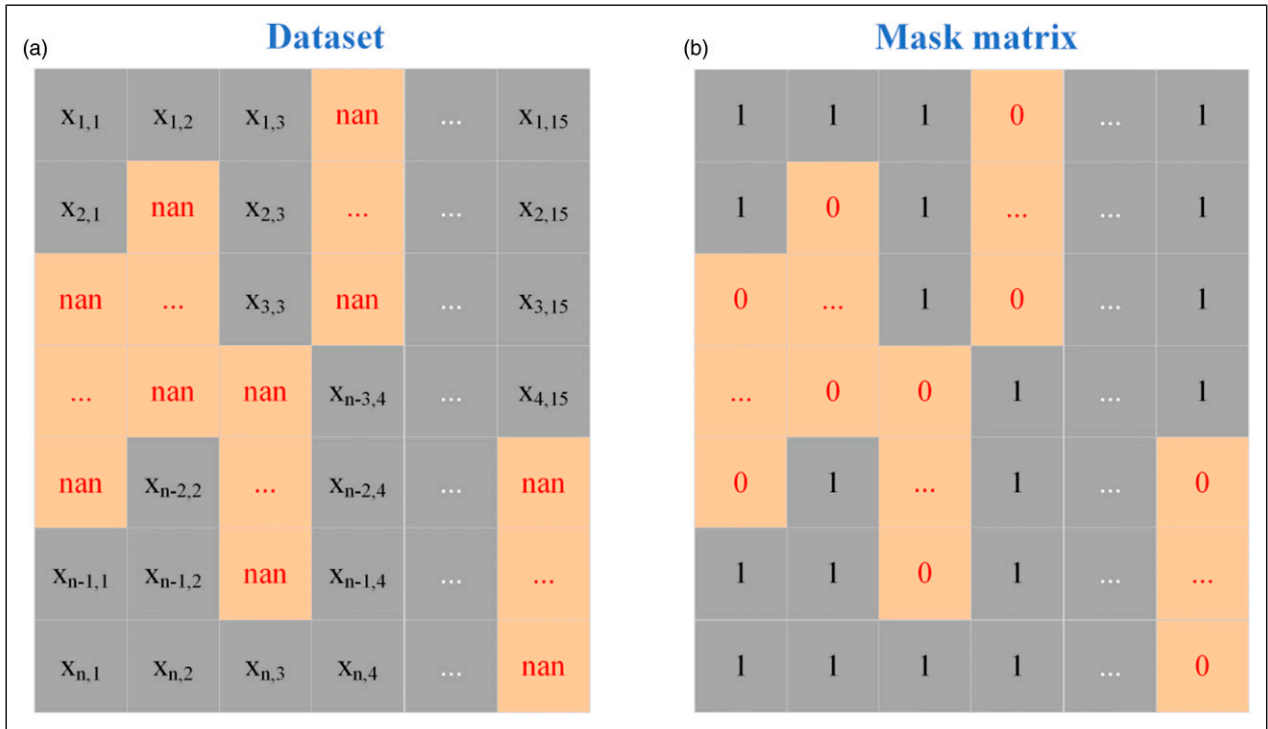 (a) Dataset
x1,1 x1,2 x1,3 nan ... x1,15
x2,1 nan x2,3 ... ... x2,15
nan ... x3,3 nan ... x3,15
... nan nan xn-3,4 ... x4,15
nan xn-2,2 ... xn-2,4 ... nan
xn-1,1 xn-1,2 nan xn-1,4 ... ...
xn,1 xn,2 xn,3 xn,4 ... nan
(b) Mask matrix
1 1 1 0 ... 1
1 0 1 ... ... 1
0 ... 1 0 ... 1
... 0 0 1 ... 1
0 1 ... 1 ... 0
1 1 0 1 ... ...
1 1 1 1 ... 0